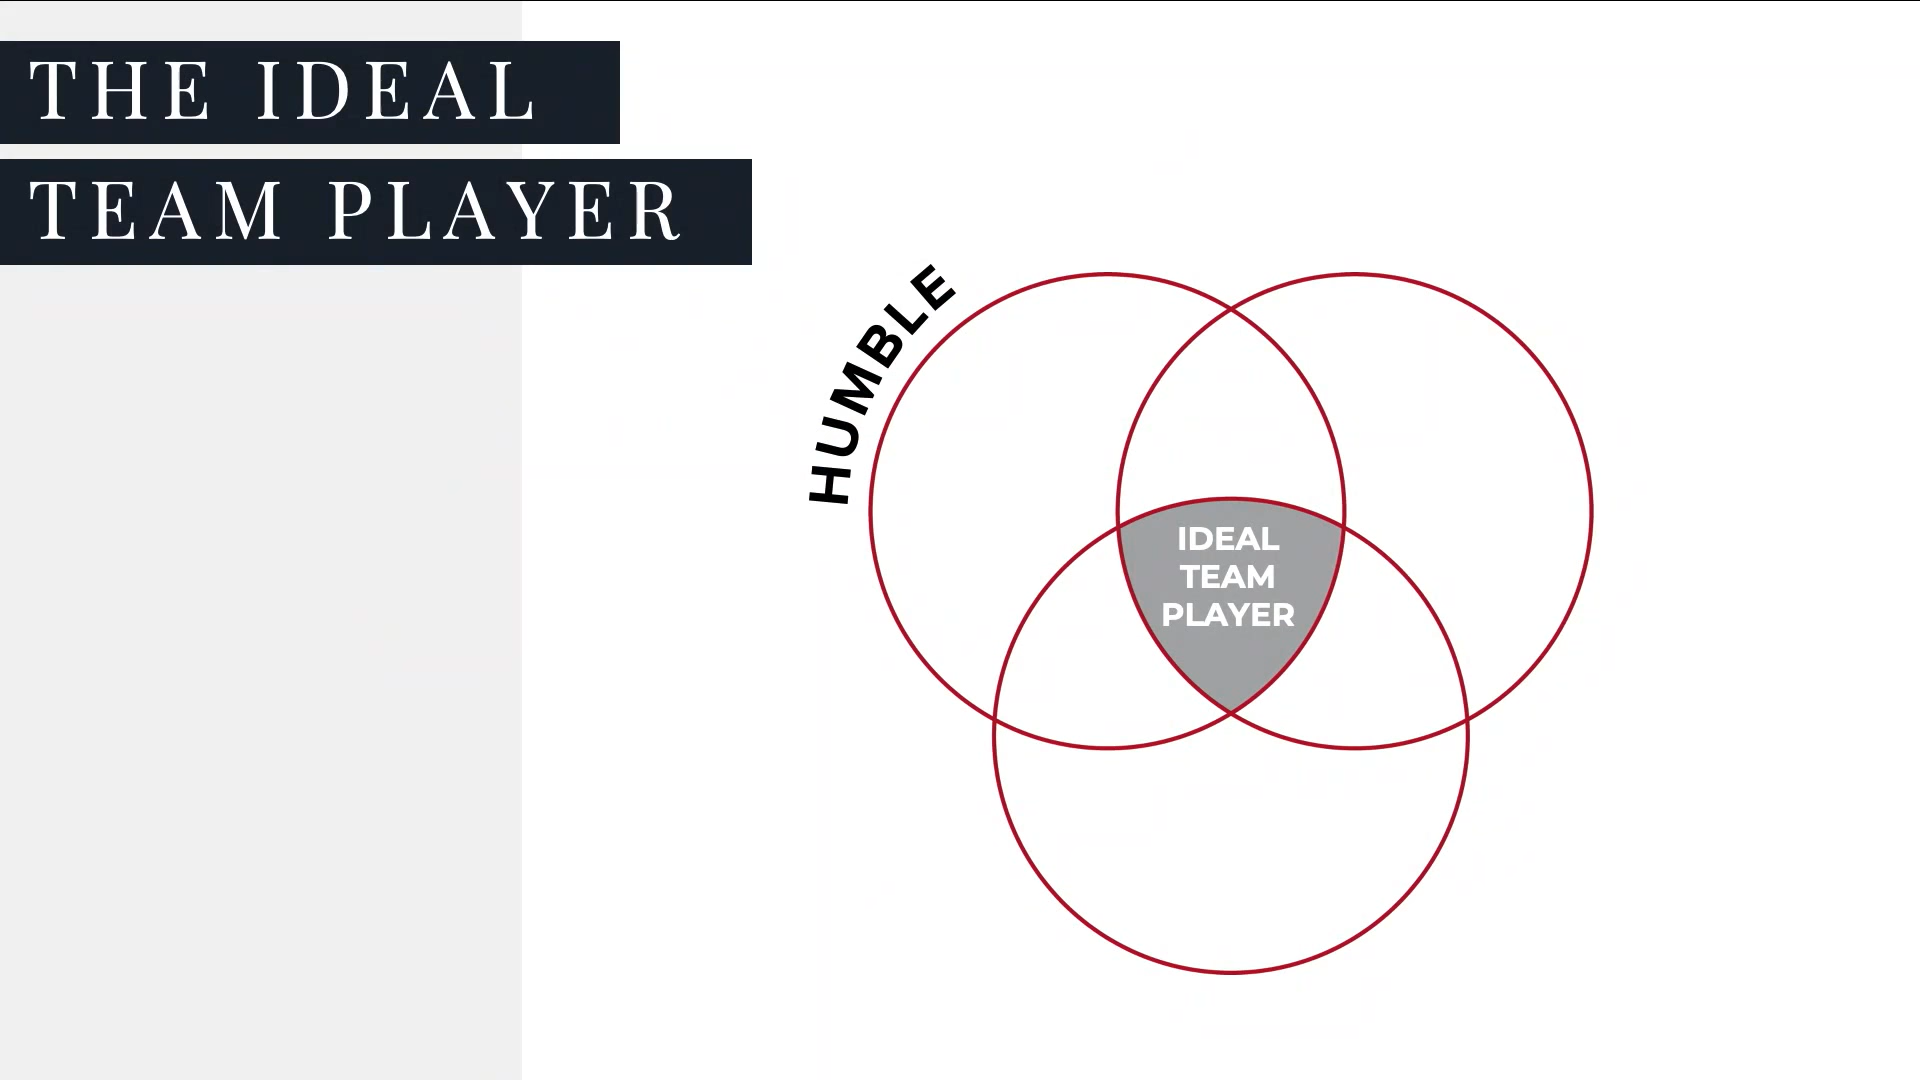 THE IDEAL
TEAM PLAYER
HUMBLE
IDEAL
TEAM
PLAYER